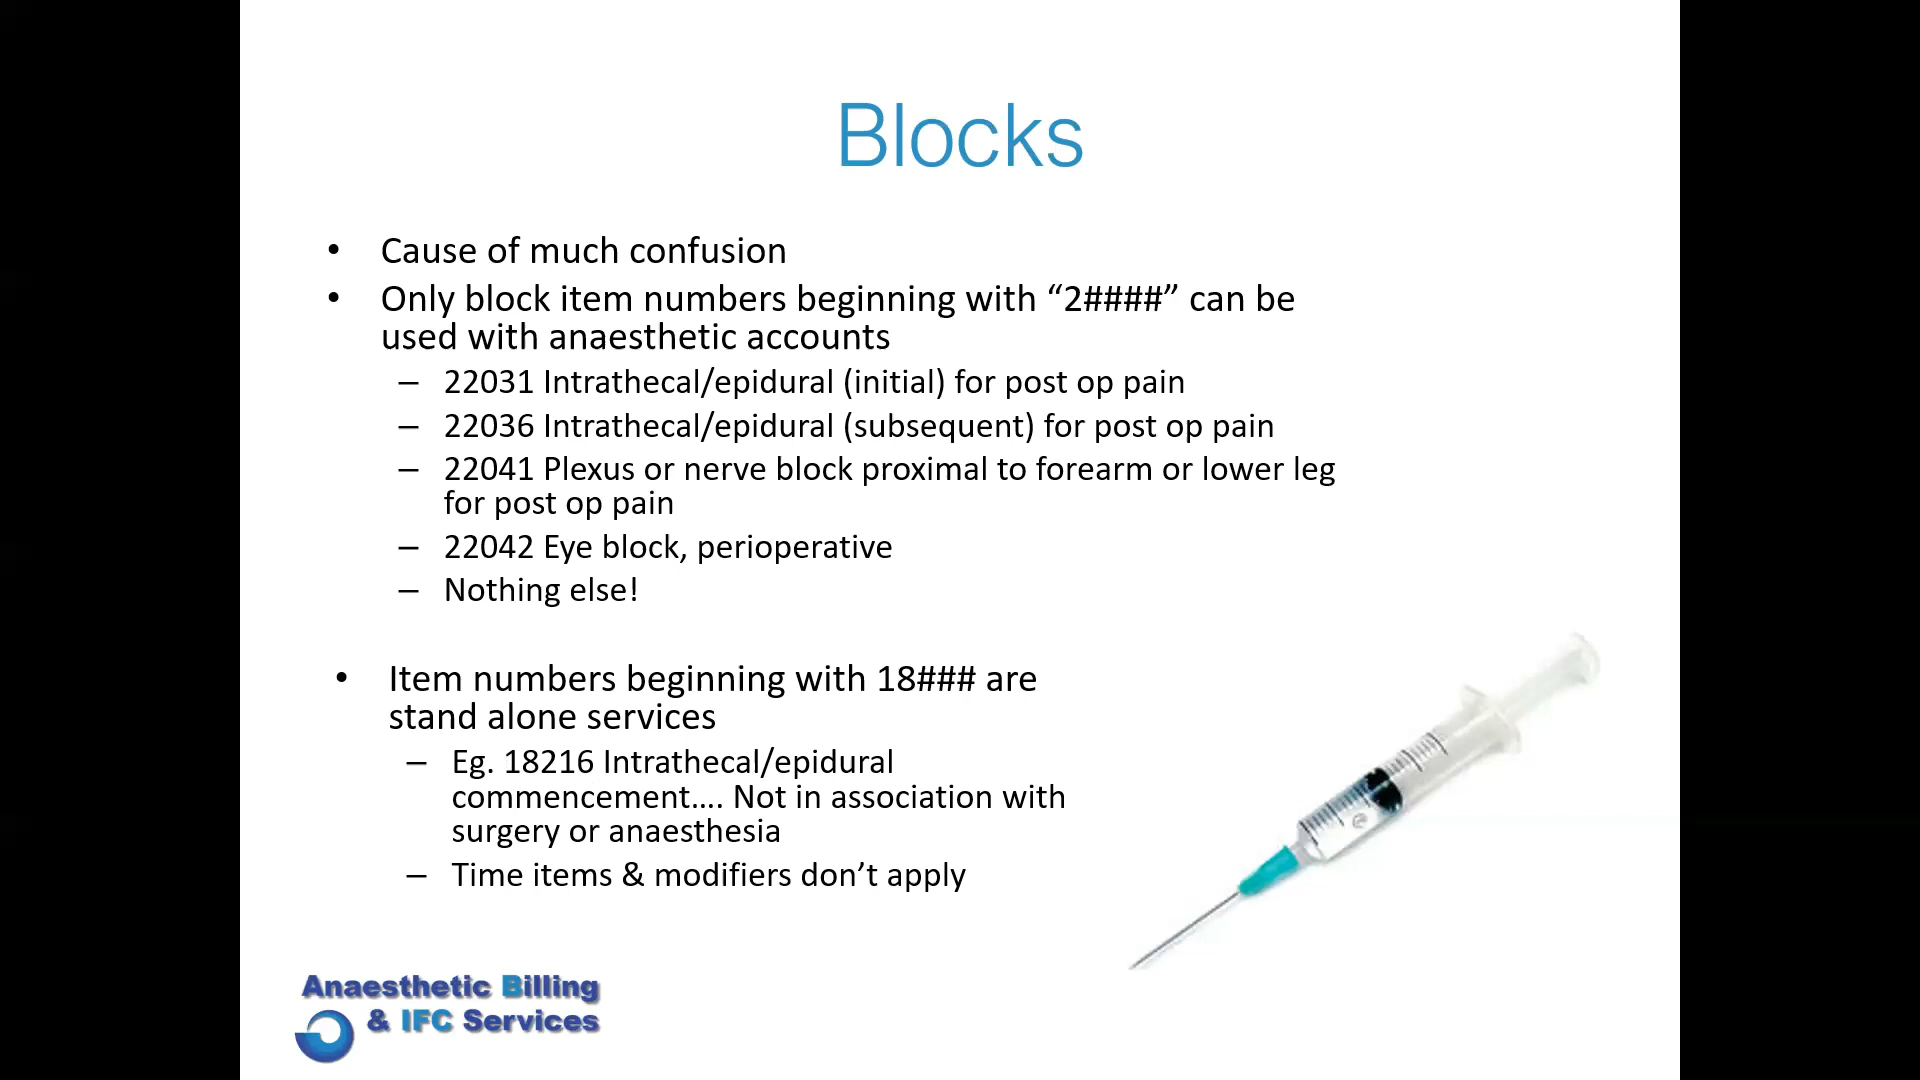 Blocks
• Cause of much confusion
• Only block item numbers beginning with “2####” can be
used with anaesthetic accounts
– 22031 Intrathecal/epidural (initial) for post op pain
– 22036 Intrathecal/epidural (subsequent) for post op pain
– 22041 Plexus or nerve block proximal to forearm or lower leg
for post op pain
– 22042 Eye block, perioperative
– Nothing else!
• Item numbers beginning with 18### are
stand alone services
– Eg. 18216 Intrathecal/epidural
commencement…. Not in association with
surgery or anaesthesia
– Time items & modifiers don’t apply
Anaesthetic Billing
& IFC Services